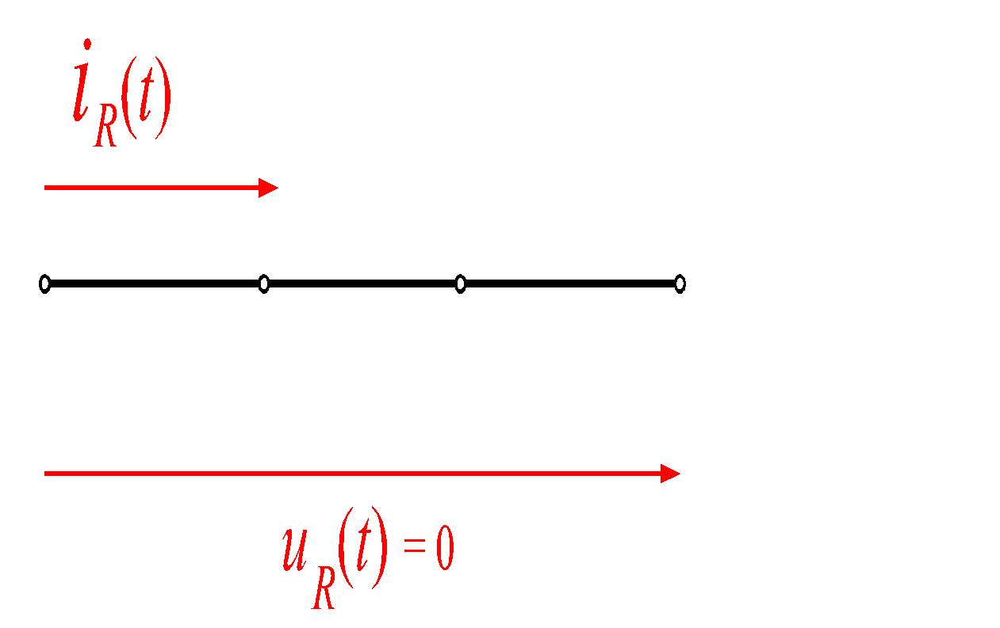 i_R(t)
u_R(t) = 0